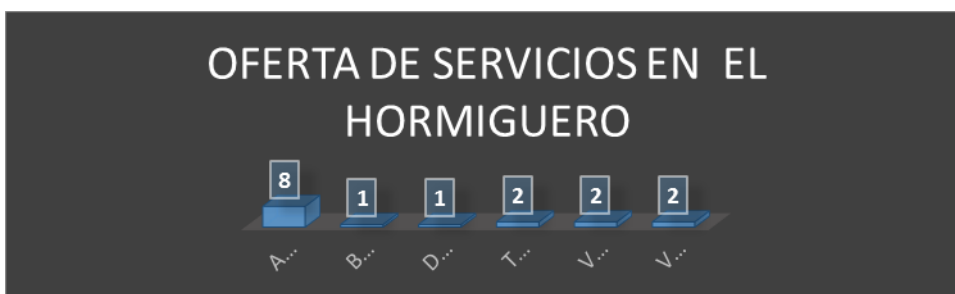 OFERTA DE SERVICIOS EN EL
HORMIGUERO
8 1 1 2 2 2
A... B... D... T... V... V...